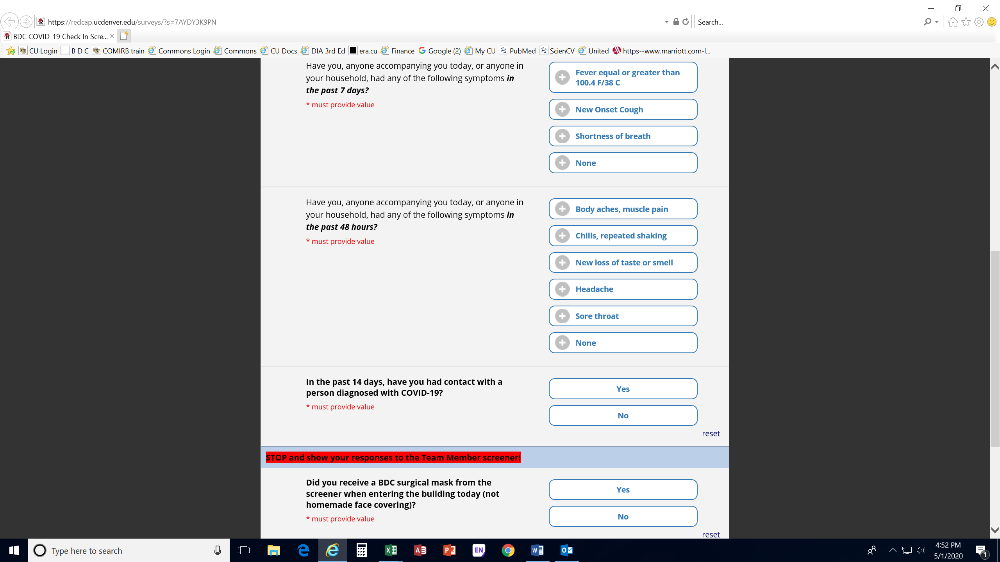 https://redcap.ucdenver.edu/surveys/?s=7AYDY3K9PN
Search...
BDC COVID-19 Check In Scre...
CU Login B D C COMIRB train Commons Login Commons CU Docs DIA 3rd Ed era.cu Finance Google (2) My CU PubMed ScienCV United https--www.marriott.com-l...
Have you, anyone accompanying you today, or anyone in
your household, had any of the following symptoms in
the past 7 days?
* must provide value
Fever equal or greater than
100.4 F/38 C
New Onset Cough
Shortness of breath
None
Have you, anyone accompanying you today, or anyone in
your household, had any of the following symptoms in
the past 48 hours?
* must provide value
Body aches, muscle pain
Chills, repeated shaking
New loss of taste or smell
Headache
Sore throat
None
In the past 14 days, have you had contact with a
person diagnosed with COVID-19?
* must provide value
Yes
No
reset
STOP and show your responses to the Team Member screener!
Did you receive a BDC surgical mask from the
screener when entering the building today (not
homemade face covering)?
* must provide value
Yes
No
reset
Type here to search
EN
4:52 PM
5/1/2020
1